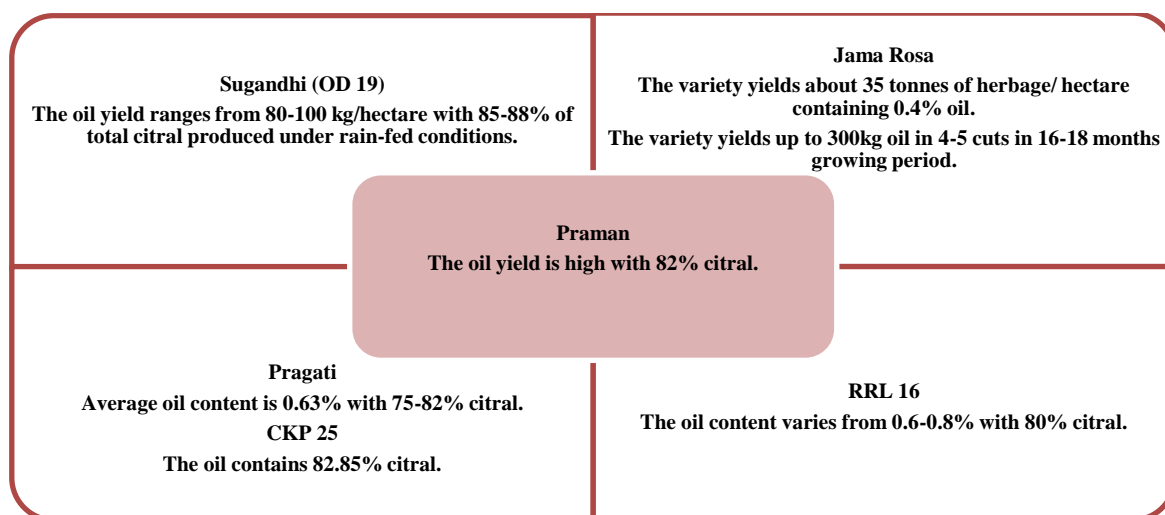 Sugandhi (OD 19)
The oil yield ranges from 80-100 kg/hectare with 85-88% of
total citral produced under rain-fed conditions.
Jama Rosa
The variety yields about 35 tonnes of herbage/ hectare
containing 0.4% oil.
The variety yields up to 300kg oil in 4-5 cuts in 16-18 months
growing period.
Praman
The oil yield is high with 82% citral.
Pragati
Average oil content is 0.63% with 75-82% citral.
CKP 25
The oil contains 82.85% citral.
RRL 16
The oil content varies from 0.6-0.8% with 80% citral.